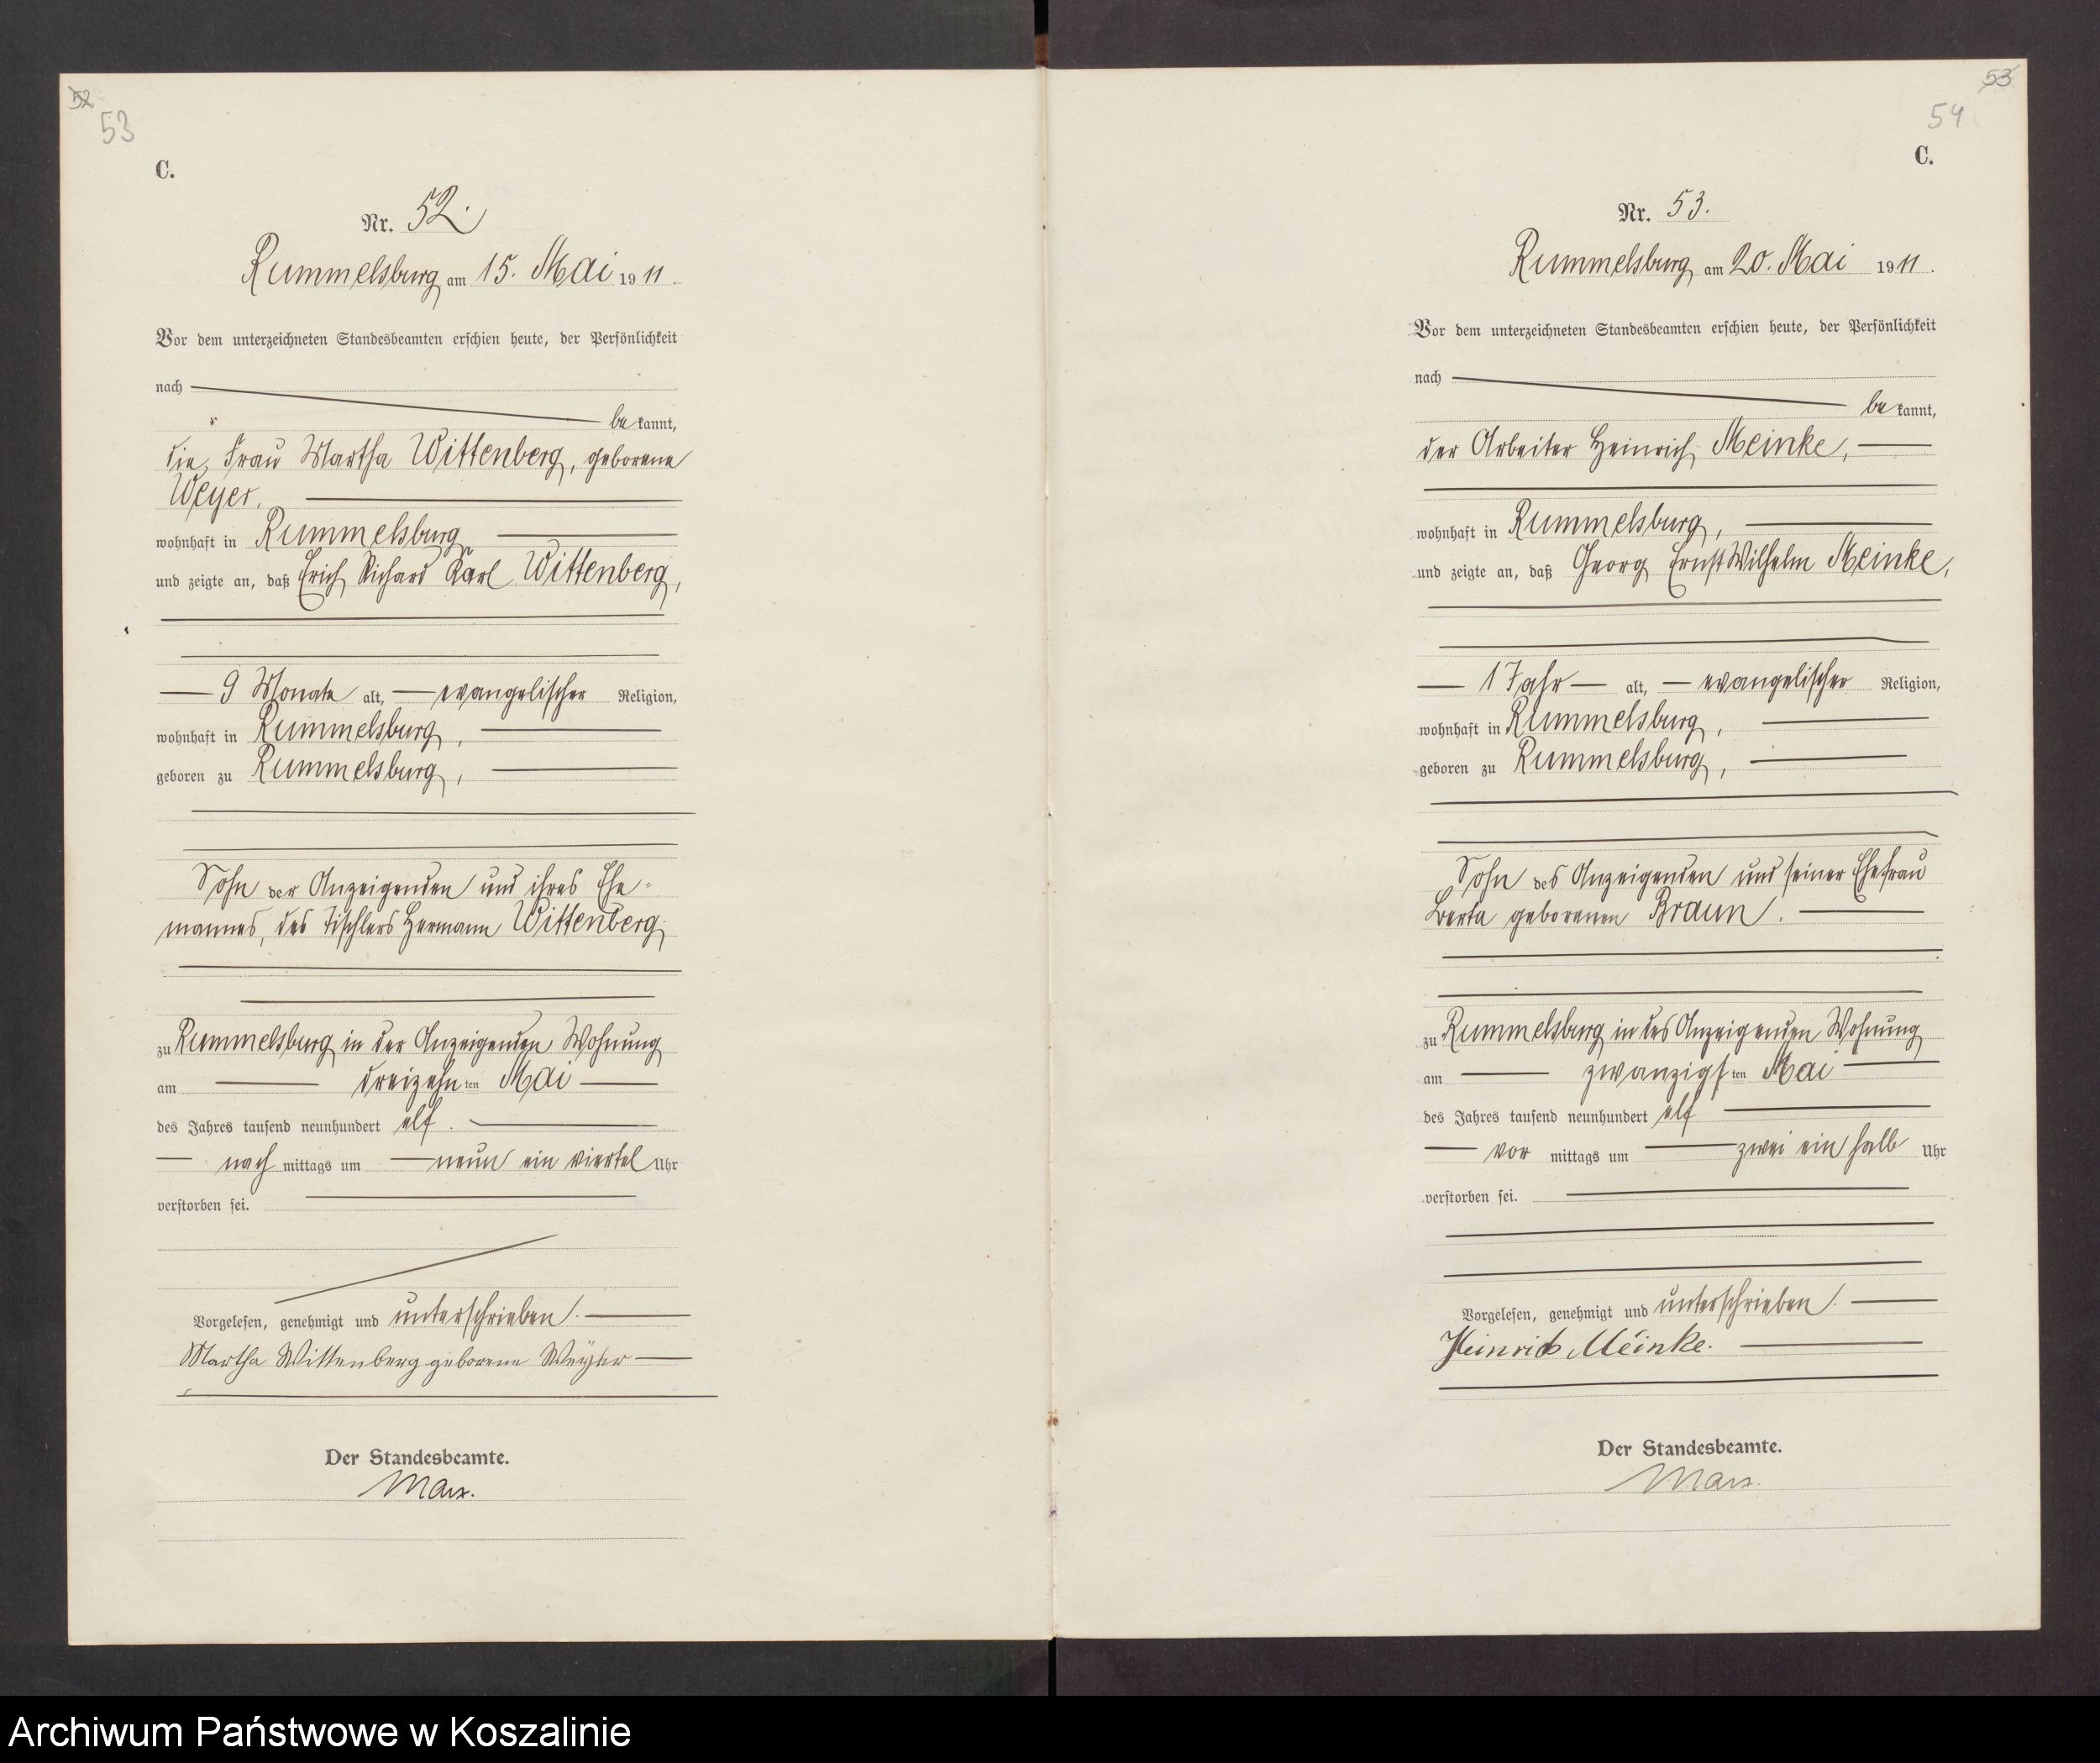 52
53
C.
Nr. 52.
Rummelsburg am 15. Mai 1911.
Vor dem unterzeichneten Standesbeamten erschien heute, der Persönlichkeit
nach
bekannt,
die Frau Martha Wittenberg, geborene
Weyer.
wohnhaft in Rummelsburg
und zeigte an, daß Erich Richard Karl Wittenberg,
9 Monate alt, evangelischer Religion,
wohnhaft in Rummelsburg,
geboren zu Rummelsburg,
Sohn der Anzeigenden und ihres Ehe-
mannes, des Tischlers Hermann Wittenberg
zu Rummelsburg in der Anzeigenden Wohnung
am dreizehnten Mai
des Jahres tausend neunhundert elf.
nachmittags um neun ein viertel Uhr
verstorben sei.
Vorgelesen, genehmigt und unterschrieben.
Martha Wittenberg geborene Weyher
Der Standesbeamte.
Marx.
53
54
C.
Nr. 53.
Rummelsburg am 20. Mai 1911.
Vor dem unterzeichneten Standesbeamten erschien heute, der Persönlichkeit
nach
bekannt,
der Arbeiter Heinrich Meinke,
wohnhaft in Rummelsburg,
und zeigte an, daß Georg Ernst Wilhelm Meinke,
1 Jahr alt, evangelischer Religion,
wohnhaft in Rummelsburg,
geboren zu Rummelsburg,
Sohn des Anzeigenden und seiner Ehefrau
Berta geborenen Braun.
zu Rummelsburg in des Anzeigenden Wohnung
am zwanzigsten Mai
des Jahres tausend neunhundert elf
vormittags um zwei ein halb Uhr
verstorben sei.
Vorgelesen, genehmigt und unterschrieben.
Heinrich Meinke.
Der Standesbeamte.
Marx.
Archiwum Państwowe w Koszalinie